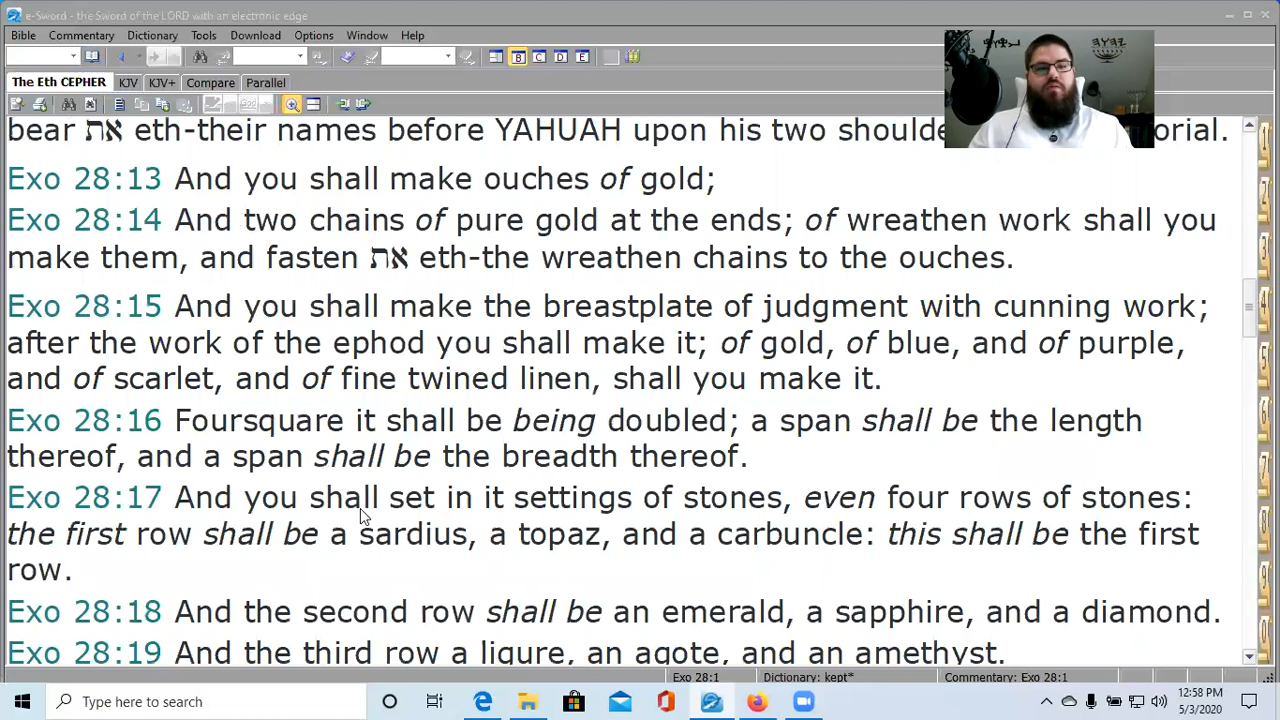 e-Sword - the Sword of the LORD with an electronic edge
Bible Commentary Dictionary Tools Options Download Window Help
B C D E
The Eth CEPHER KJV KJV+ Compare Parallel
bear את eth-their names before YAHUAH upon his two shoulde orial.
Exo 28:13 And you shall make ouches of gold;
Exo 28:14 And two chains of pure gold at the ends; of wreathen work shall you
make them, and fasten את eth-the wreathen chains to the ouches.
Exo 28:15 And you shall make the breastplate of judgment with cunning work;
after the work of the ephod you shall make it; of gold, of blue, and of purple,
and of scarlet, and of fine twined linen, shall you make it.
Exo 28:16 Foursquare it shall be being doubled; a span shall be the length
thereof, and a span shall be the breadth thereof.
Exo 28:17 And you shall set in it settings of stones, even four rows of stones:
the first row shall be a sardius, a topaz, and a carbuncle: this shall be the first
row.
Exo 28:18 And the second row shall be an emerald, a sapphire, and a diamond.
Exo 28:19 And the third row a ligure, an agote, and an amethyst.
Exo 28:1 Dictionary: kept* Commentary: Exo 28:1
Type here to search
12:58 PM
5/3/2020